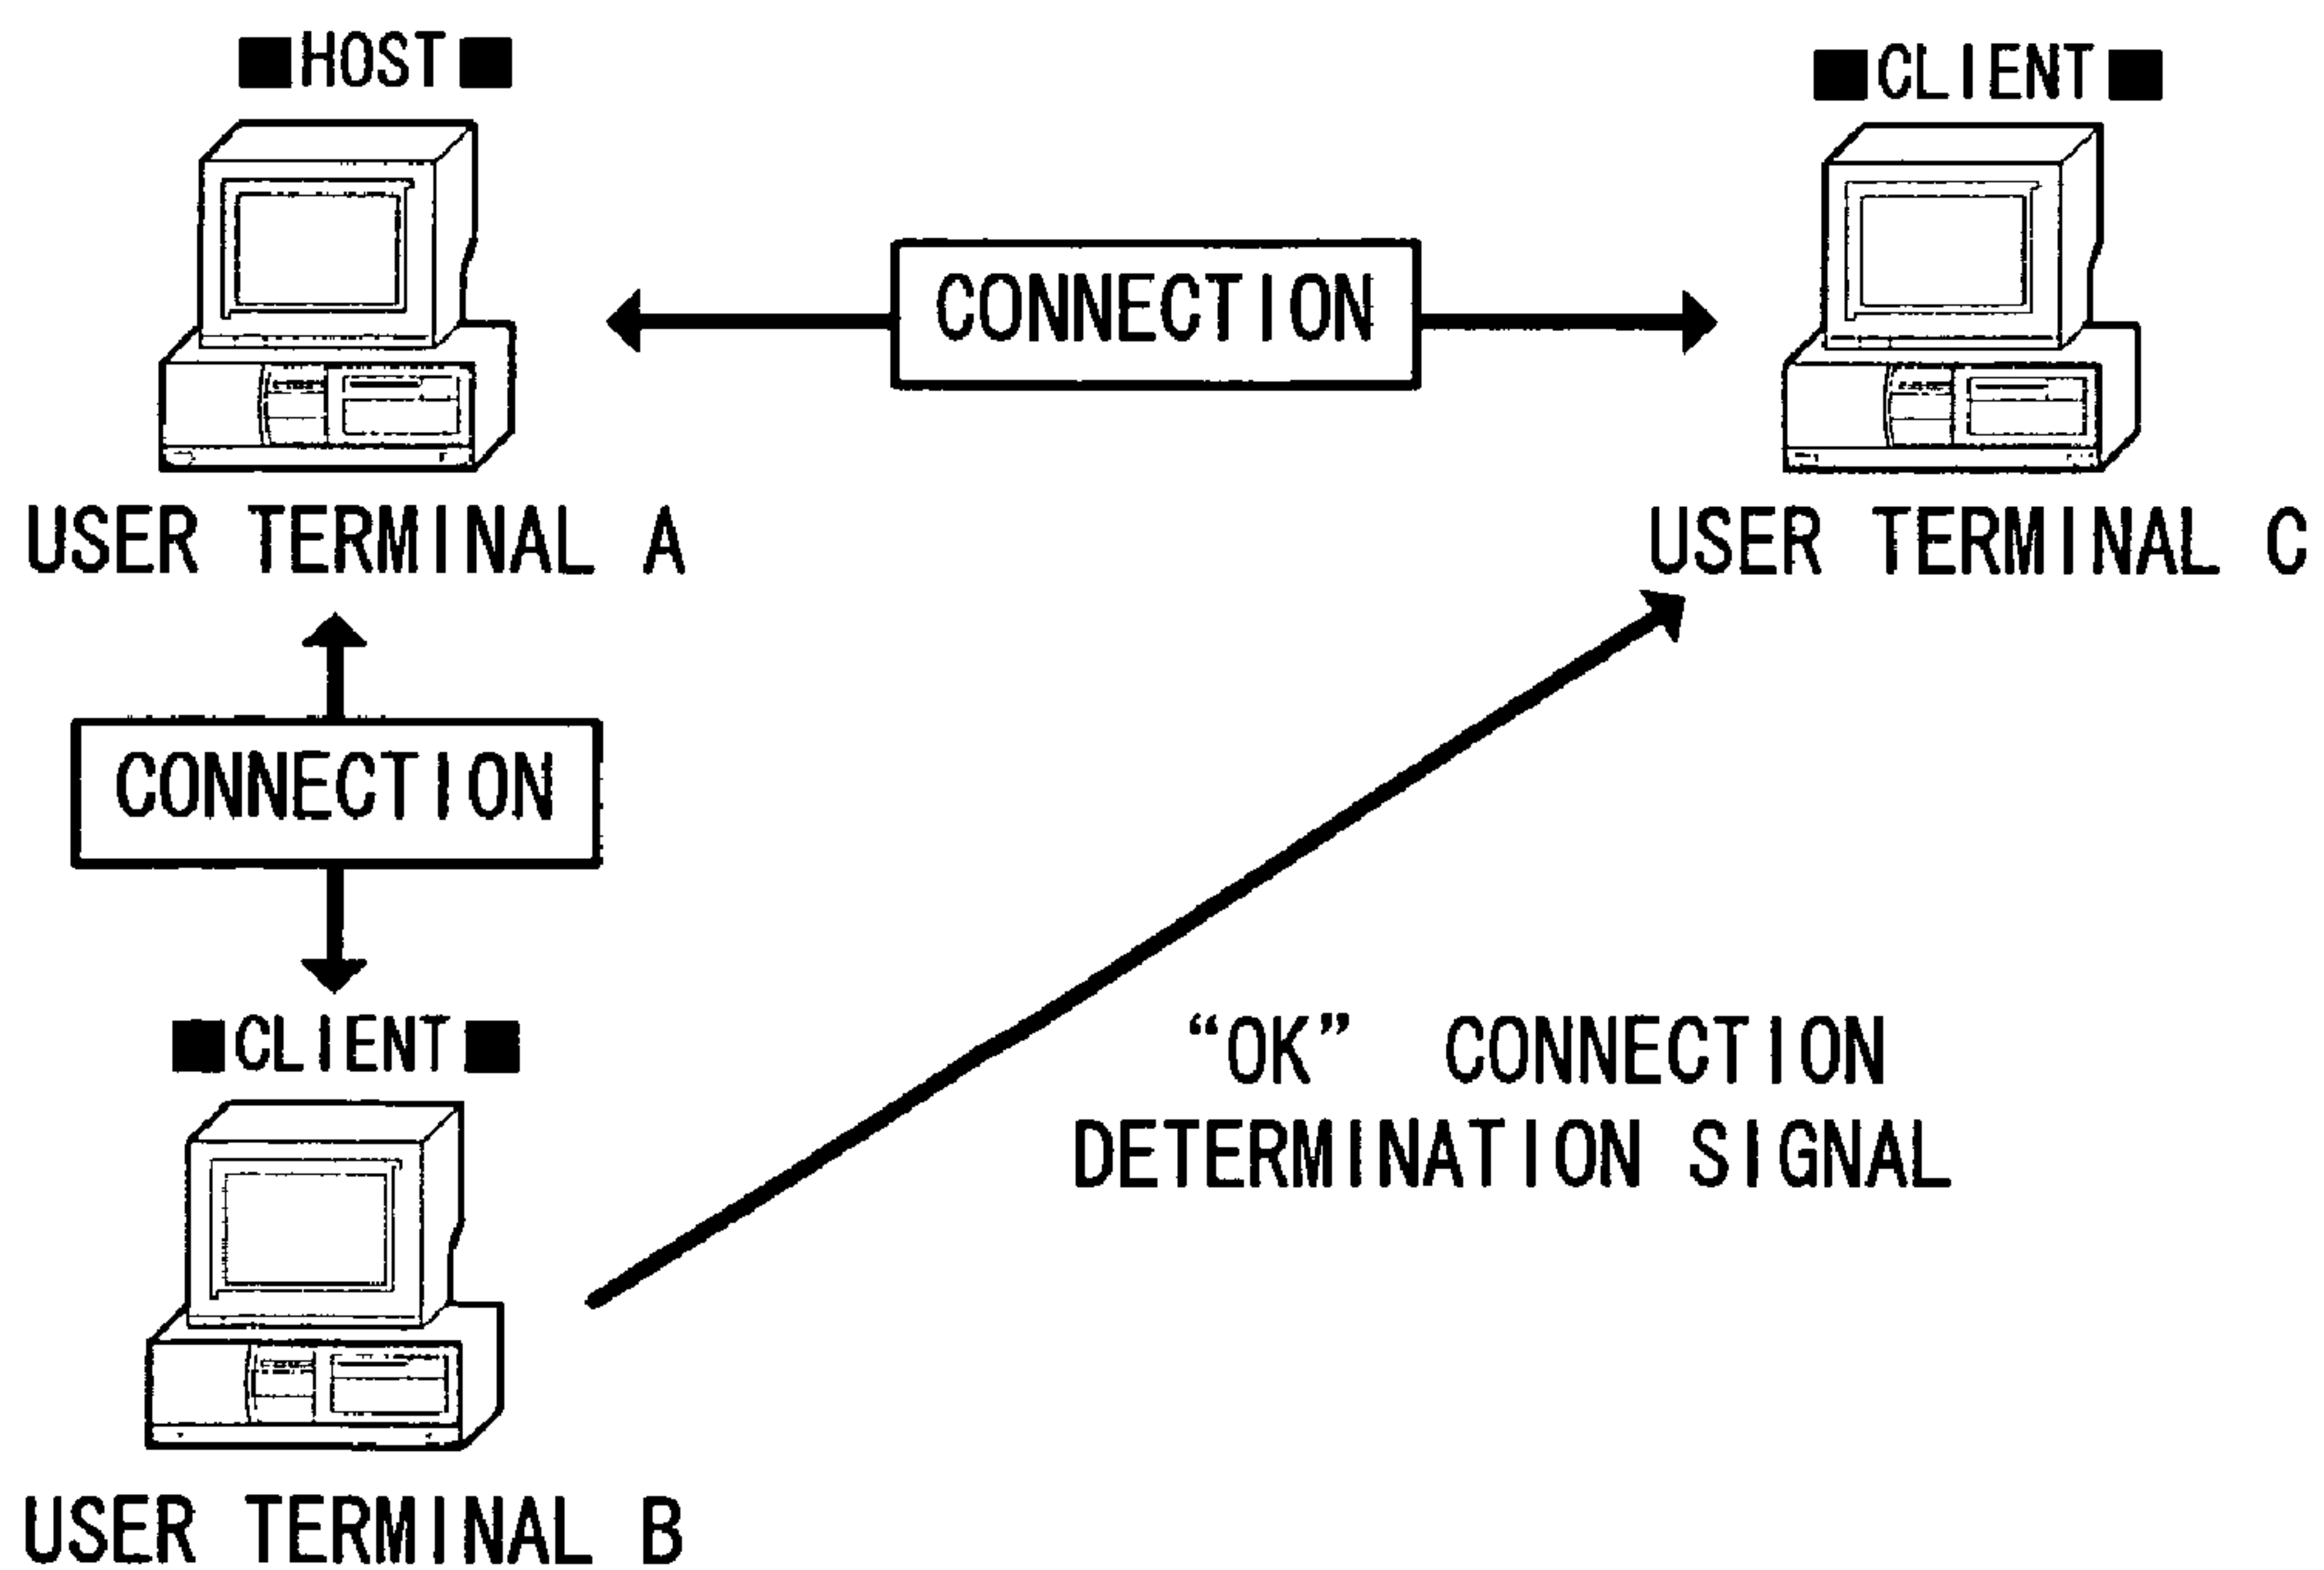 ■HOST■
■CLIENT■
CONNECTION
USER TERMINAL A
USER TERMINAL C
CONNECTION
■CLIENT■
“OK” CONNECTION
DETERMINATION SIGNAL
USER TERMINAL B